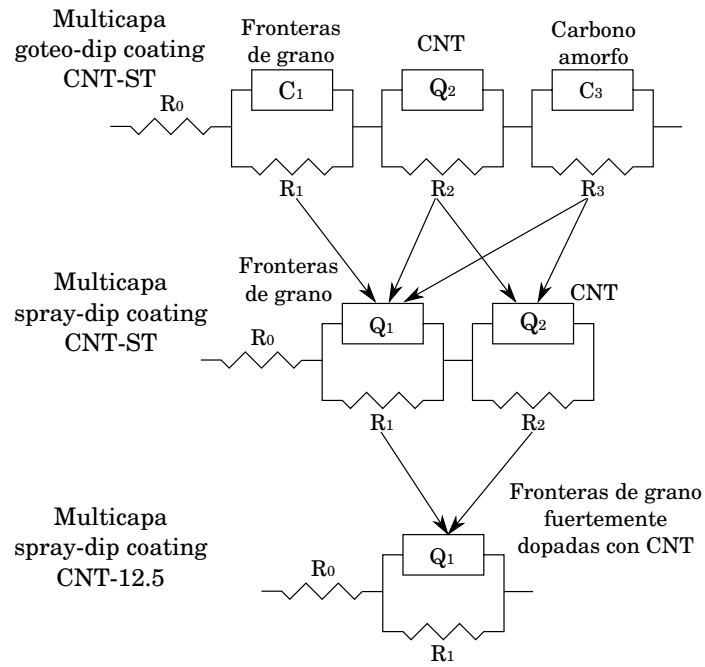 Multicapa
goteo-dip coating
CNT-ST
Fronteras
de grano
CNT
Carbono
amorfo
R0
C1
Q2
C3
R1
R2
R3
Multicapa
spray-dip coating
CNT-ST
Fronteras
de grano
CNT
R0
Q1
Q2
R1
R2
Multicapa
spray-dip coating
CNT-12.5
Fronteras de grano
fuertemente
dopadas con CNT
R0
Q1
R1